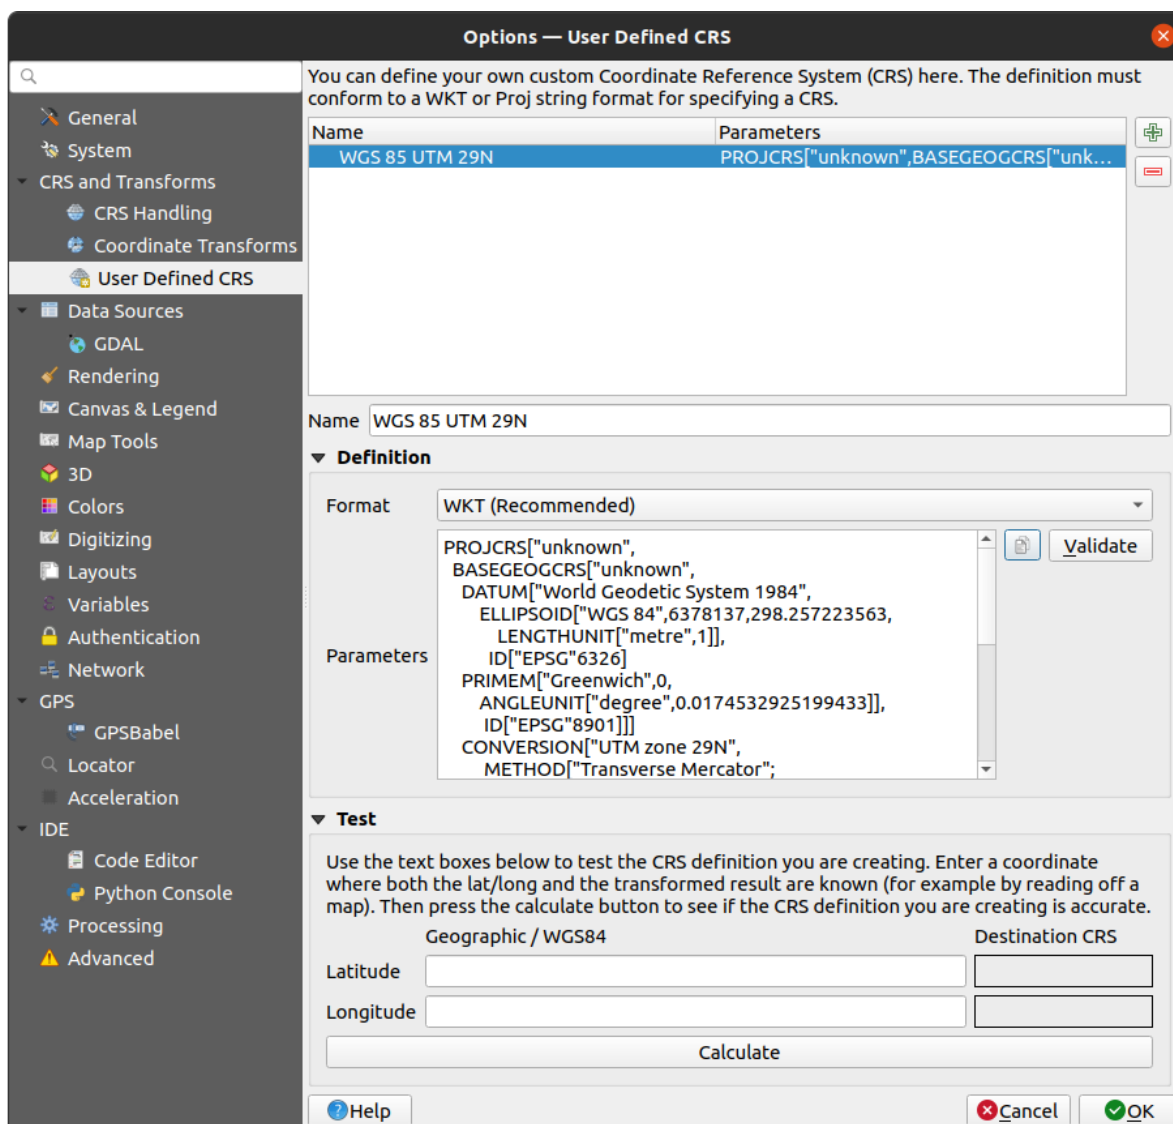 Options — User Defined CRS
General
System
CRS and Transforms
CRS Handling
Coordinate Transforms
User Defined CRS
Data Sources
GDAL
Rendering
Canvas & Legend
Map Tools
3D
Colors
Digitizing
Layouts
Variables
Authentication
Network
GPS
GPSBabel
Locator
Acceleration
IDE
Code Editor
Python Console
Processing
Advanced
You can define your own custom Coordinate Reference System (CRS) here. The definition must
conform to a WKT or Proj string format for specifying a CRS.
Name Parameters
WGS 85 UTM 29N PROJCRS["unknown",BASEGEOGCRS["unk...
Name WGS 85 UTM 29N
Definition
Format WKT (Recommended)
Parameters
PROJCRS["unknown",
BASEGEOGCRS["unknown",
DATUM["World Geodetic System 1984",
ELLIPSOID["WGS 84",6378137,298.257223563,
LENGTHUNIT["metre",1]],
ID["EPSG"6326]
PRIMEM["Greenwich",0,
ANGLEUNIT["degree",0.0174532925199433]],
ID["EPSG"8901]]]
CONVERSION["UTM zone 29N",
METHOD["Transverse Mercator";
Validate
Test
Use the text boxes below to test the CRS definition you are creating. Enter a coordinate
where both the lat/long and the transformed result are known (for example by reading off a
map). Then press the calculate button to see if the CRS definition you are creating is accurate.
Geographic / WGS84 Destination CRS
Latitude
Longitude
Calculate
Help Cancel OK